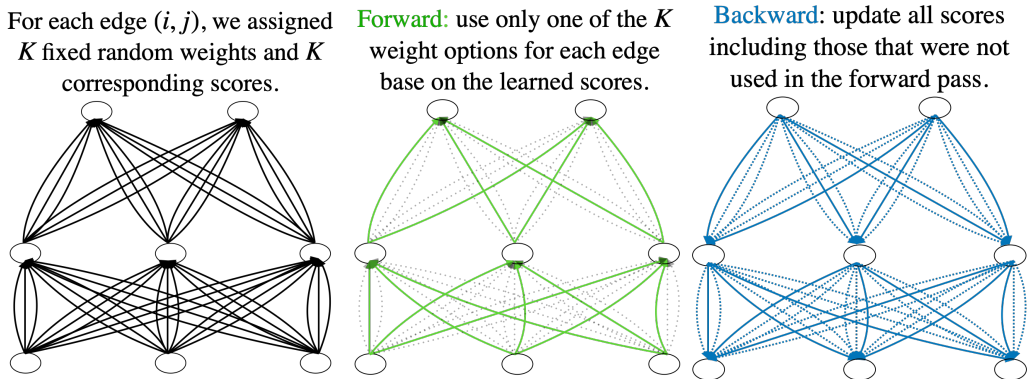 For each edge (i, j), we assigned
K fixed random weights and K
corresponding scores.
Forward: use only one of the K
weight options for each edge
base on the learned scores.
Backward: update all scores
including those that were not
used in the forward pass.